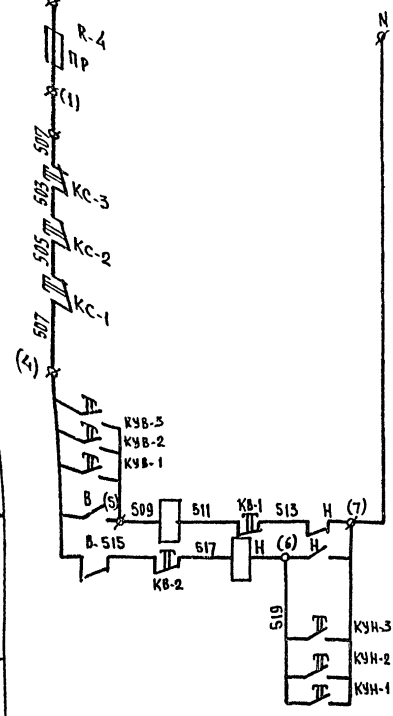 N
R-4
ПР
(1)
507
503
КС-3
КС-2
505
КС-1
507
(4)
КУВ-3
КУВ-2
КУВ-1
В
(5)
509
511
КВ-1
513
Н
(7)
В
515
КВ-2
517
Н
(6)
Н
519
КУН-3
КУН-2
КУН-1